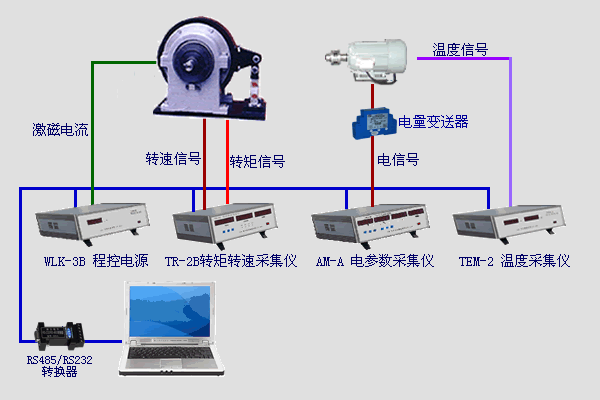 温度信号
激磁电流
电量变送器
转速信号
转矩信号
电信号
WLK-3B 程控电源
TR-2B转矩转速采集仪
AM-A 电参数采集仪
TEM-2 温度采集仪
RS485/RS232
转换器